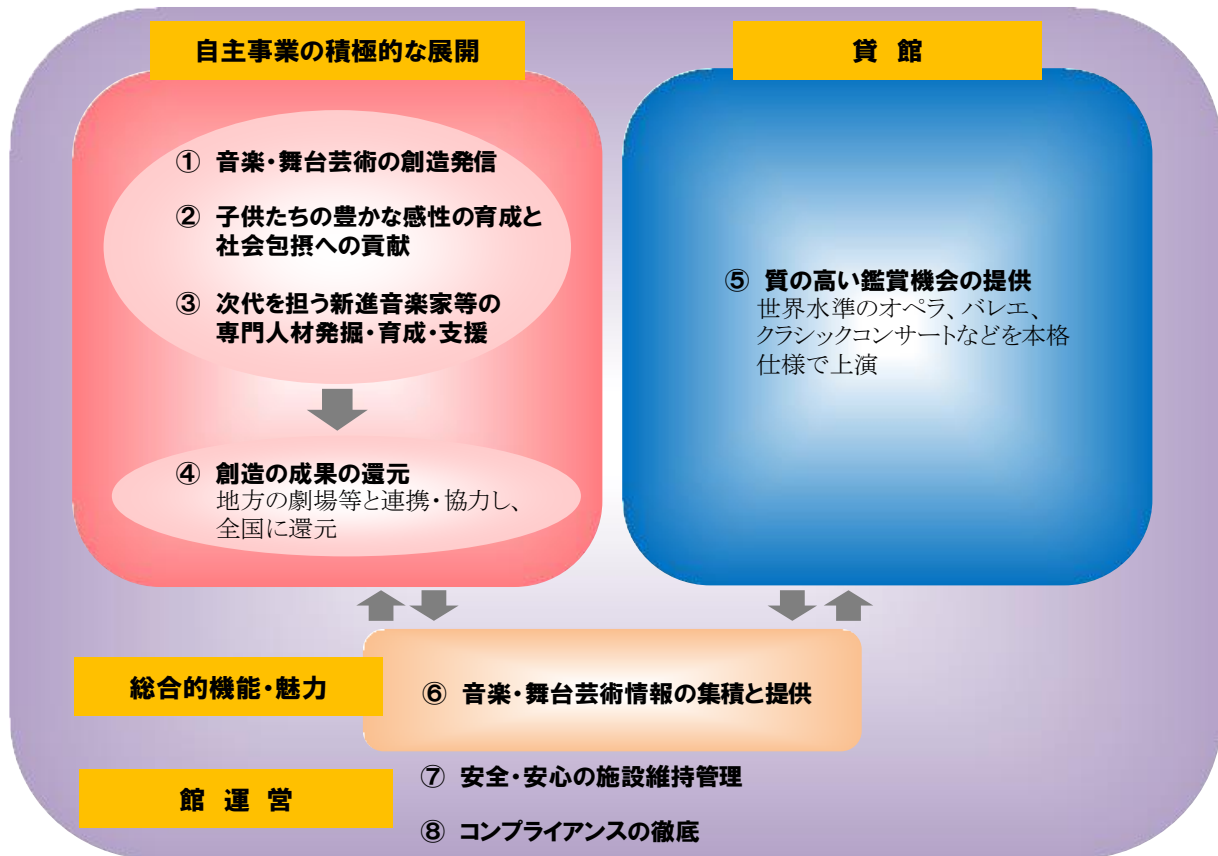 自主事業の積極的な展開
① 音楽・舞台芸術の創造発信
② 子供たちの豊かな感性の育成と
社会包摂への貢献
③ 次代を担う新進音楽家等の
専門人材発掘・育成・支援
④ 創造の成果の還元
地方の劇場等と連携・協力し、
全国に還元
貸 館
⑤ 質の高い鑑賞機会の提供
世界水準のオペラ、バレエ、
クラシックコンサートなどを本格
仕様で上演
総合的機能・魅力
⑥ 音楽・舞台芸術情報の集積と提供
館 運 営
⑦ 安全・安心の施設維持管理
⑧ コンプライアンスの徹底